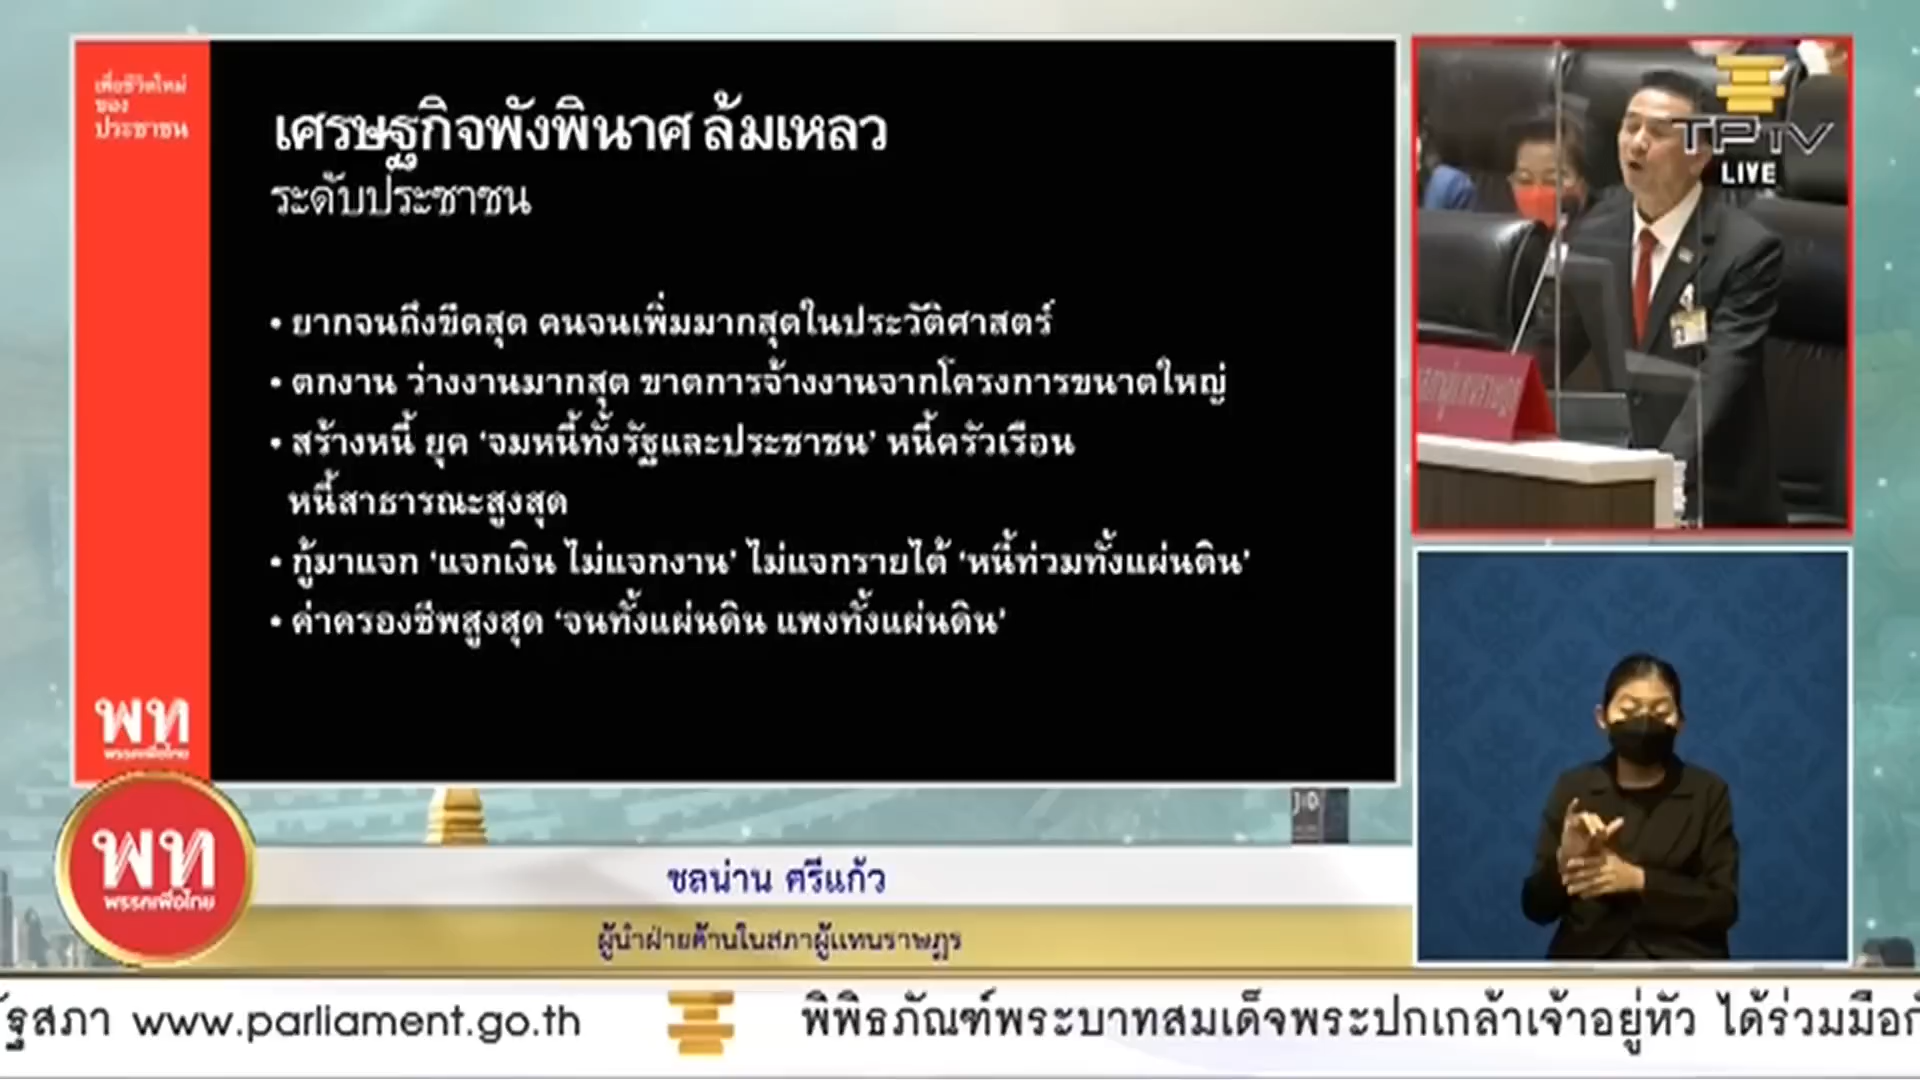 เพื่อชีวิตใหม่
ของ
ประชาชน
เศรษฐกิจพังพินาศ ล้มเหลว
ระดับประชาชน
• ยากจนถึงขีดสุด คนจนเพิ่มมากสุดในประวัติศาสตร์
• ตกงาน ว่างงานมากสุด ขาดการจ้างงานจากโครงการขนาดใหญ่
• สร้างหนี้ ยุค ‘จมหนี้ทั้งรัฐและประชาชน’ หนี้ครัวเรือน
หนี้สาธารณะสูงสุด
• กู้มาแจก ‘แจกเงิน ไม่แจกงาน’ ไม่แจกรายได้ ‘หนี้ท่วมทั้งแผ่นดิน’
• ค่าครองชีพสูงสุด ‘จนทั้งแผ่นดิน แพงทั้งแผ่นดิน’
พท
พรรคเพื่อไทย
TPTV
LIVE
พท
พรรคเพื่อไทย
ชลน่าน ศรีแก้ว
ผู้นำฝ่ายค้านในสภาผู้แทนราษฎร
รัฐสภา www.parliament.go.th พิพิธภัณฑ์พระบาทสมเด็จพระปกเกล้าเจ้าอยู่หัว ได้ร่วมมือ